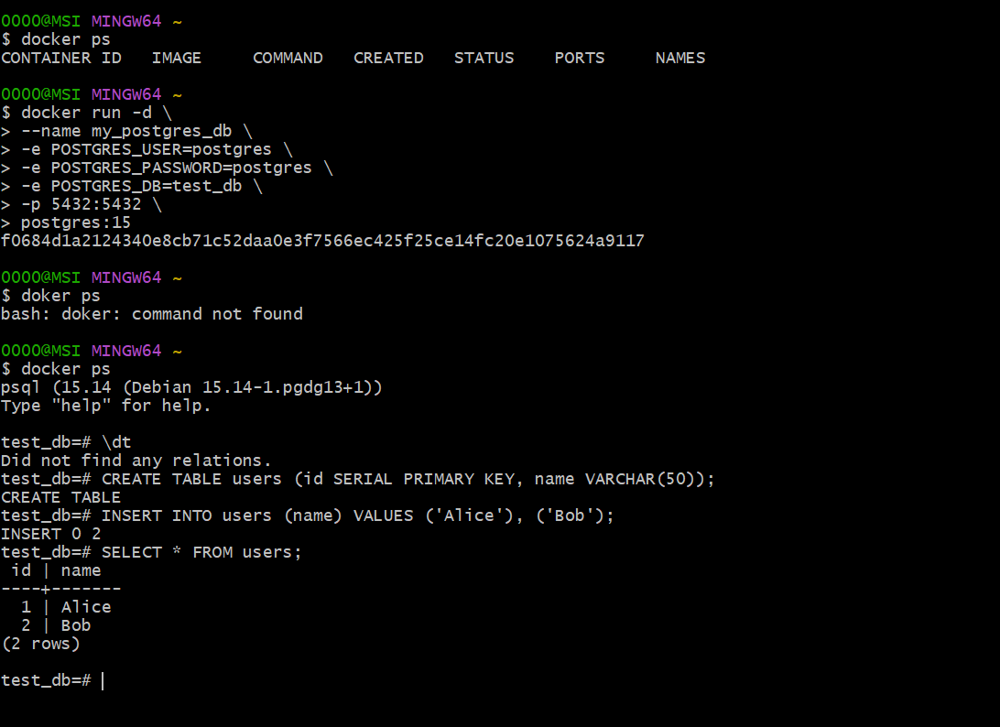 0000@MSI MINGW64 ~
$ docker ps
CONTAINER ID   IMAGE     COMMAND   CREATED   STATUS    PORTS     NAMES
0000@MSI MINGW64 ~
$ docker run -d \
> --name my_postgres_db \
> -e POSTGRES_USER=postgres \
> -e POSTGRES_PASSWORD=postgres \
> -e POSTGRES_DB=test_db \
> -p 5432:5432 \
> postgres:15
f0684d1a2124340e8cb71c52daa0e3f7566ec425f25ce14fc20e1075624a9117
0000@MSI MINGW64 ~
$ doker ps
bash: doker: command not found
0000@MSI MINGW64 ~
$ docker ps
psql (15.14 (Debian 15.14-1.pgdg13+1))
Type "help" for help.
test_db=# \dt
Did not find any relations.
test_db=# CREATE TABLE users (id SERIAL PRIMARY KEY, name VARCHAR(50));
CREATE TABLE
test_db=# INSERT INTO users (name) VALUES ('Alice'), ('Bob');
INSERT 0 2
test_db=# SELECT * FROM users;
 id | name
----+-------
  1 | Alice
  2 | Bob
(2 rows)
test_db=#